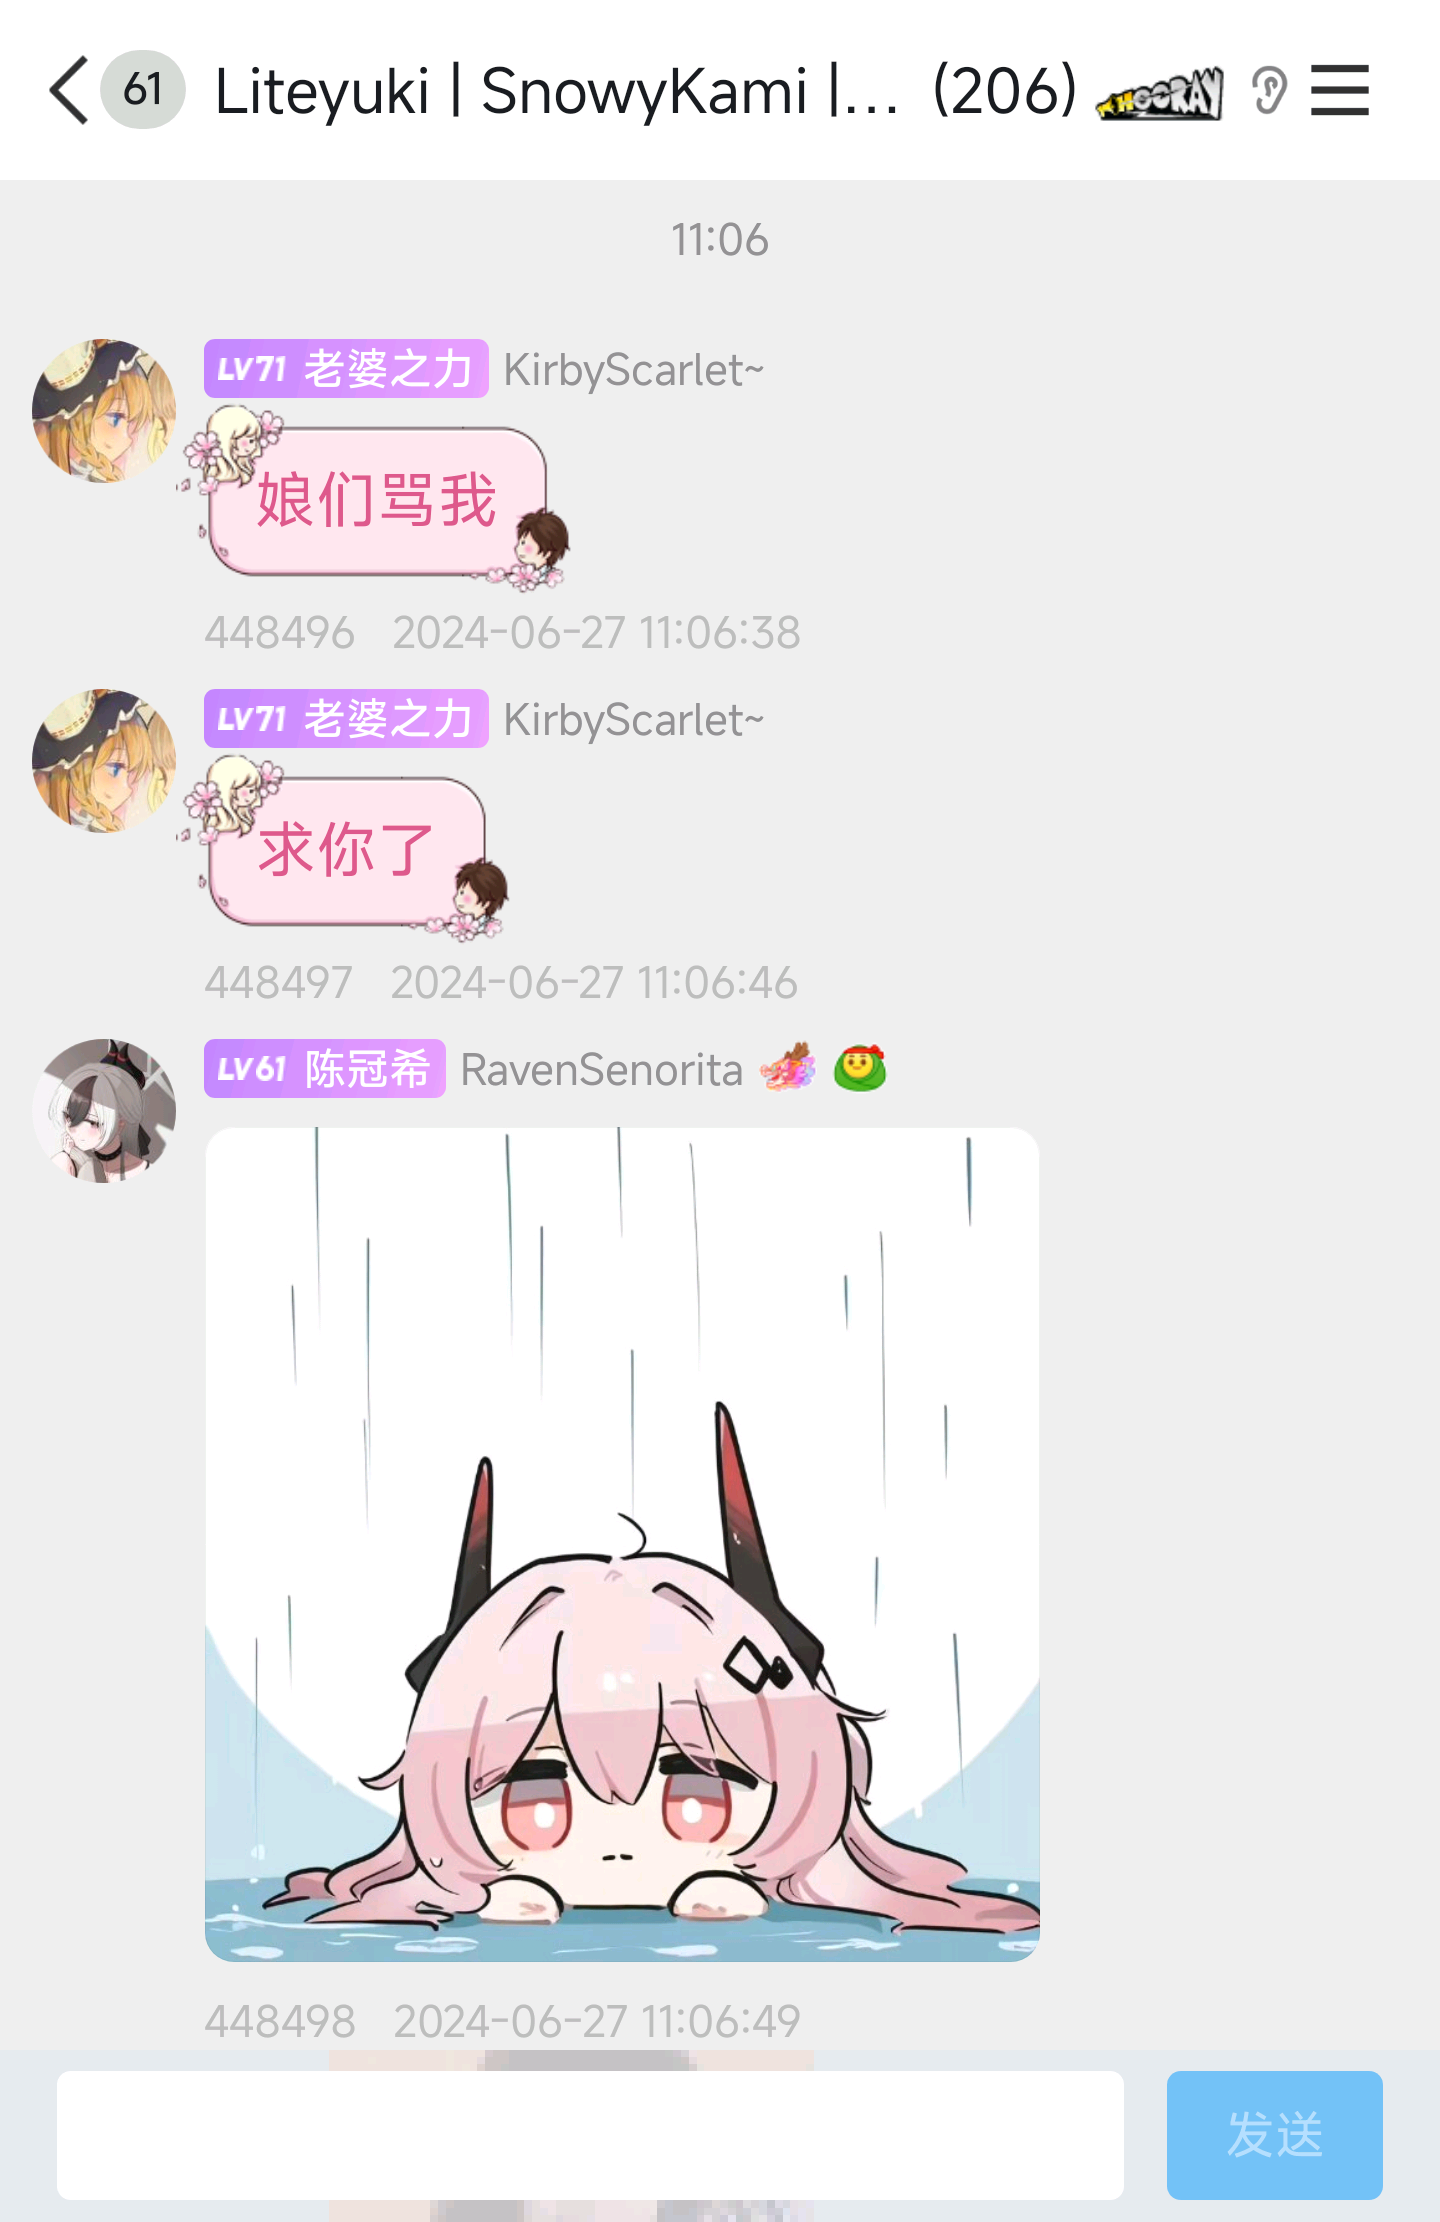 61 Liteyuki | SnowyKami |... (206) HOORAY
11:06
LV71 老婆之力 KirbyScarlet~
娘们骂我
448496 2024-06-27 11:06:38
LV71 老婆之力 KirbyScarlet~
求你了
448497 2024-06-27 11:06:46
LV61 陈冠希 RavenSenorita
448498 2024-06-27 11:06:49
发送